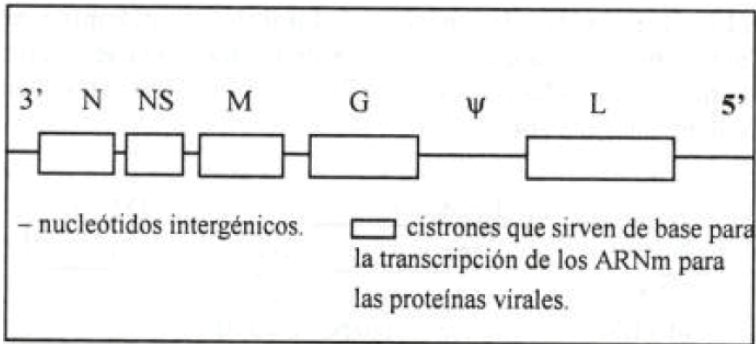 3’ N NS M G ψ L 5’
– nucleótidos intergénicos.
cistrones que sirven de base para
la transcripción de los ARNm para
las proteínas virales.